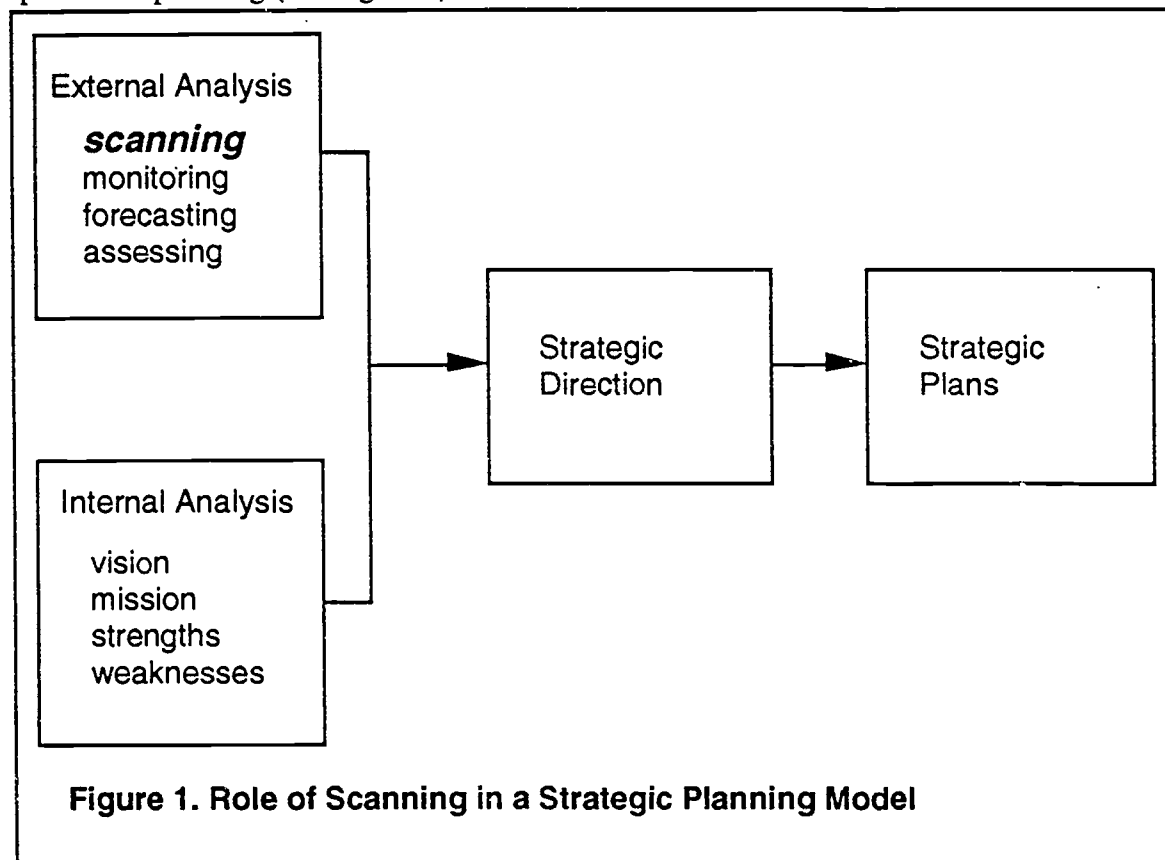 External Analysis
scanning
monitoring
forecasting
assessing
Strategic
Direction
Strategic
Plans
Internal Analysis
vision
mission
strengths
weaknesses
Figure 1. Role of Scanning in a Strategic Planning Model